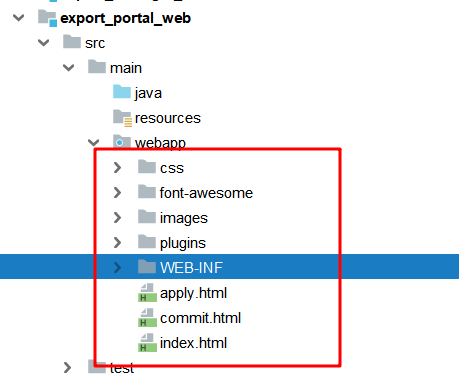 export_portal_web
src
main
java
resources
webapp
css
font-awesome
images
plugins
WEB-INF
apply.html
commit.html
index.html
test